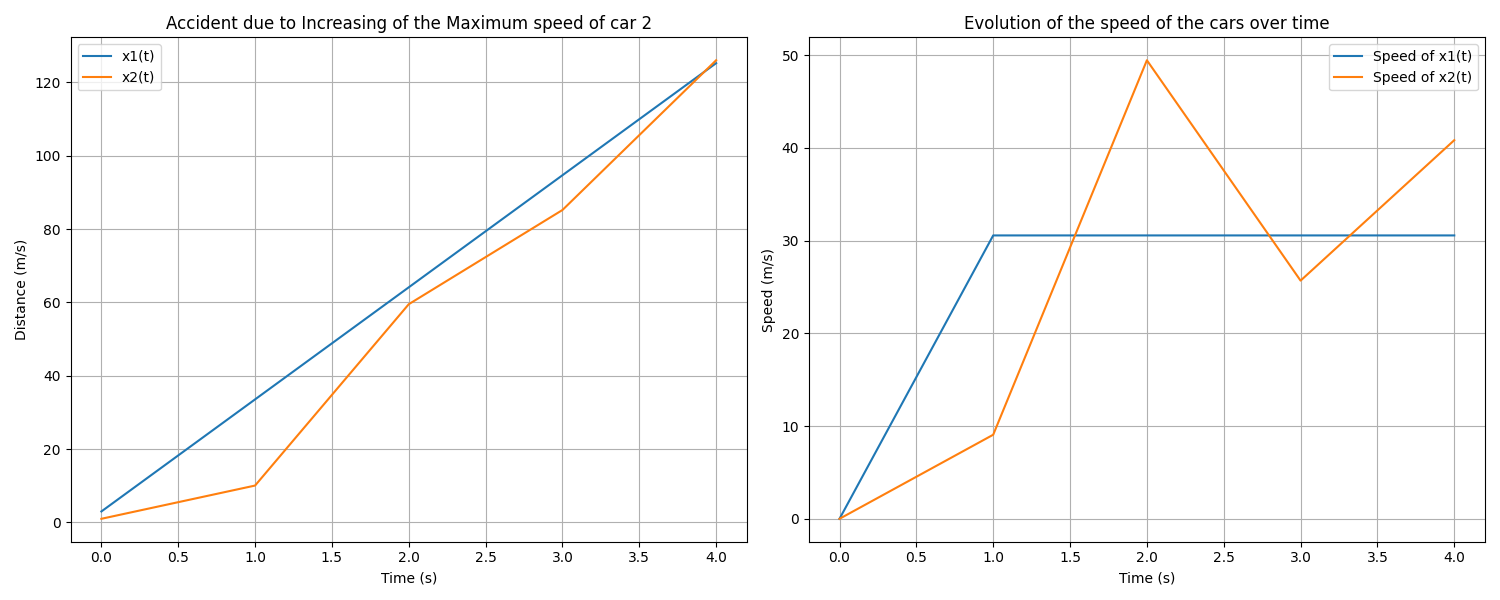 Accident due to Increasing of the Maximum speed of car 2
x1(t)
x2(t)
120
100
80
60
40
20
0
Distance (m/s)
0.0 0.5 1.0 1.5 2.0 2.5 3.0 3.5 4.0
Time (s)
Evolution of the speed of the cars over time
Speed of x1(t)
Speed of x2(t)
50
40
30
20
10
0
Speed (m/s)
0.0 0.5 1.0 1.5 2.0 2.5 3.0 3.5 4.0
Time (s)